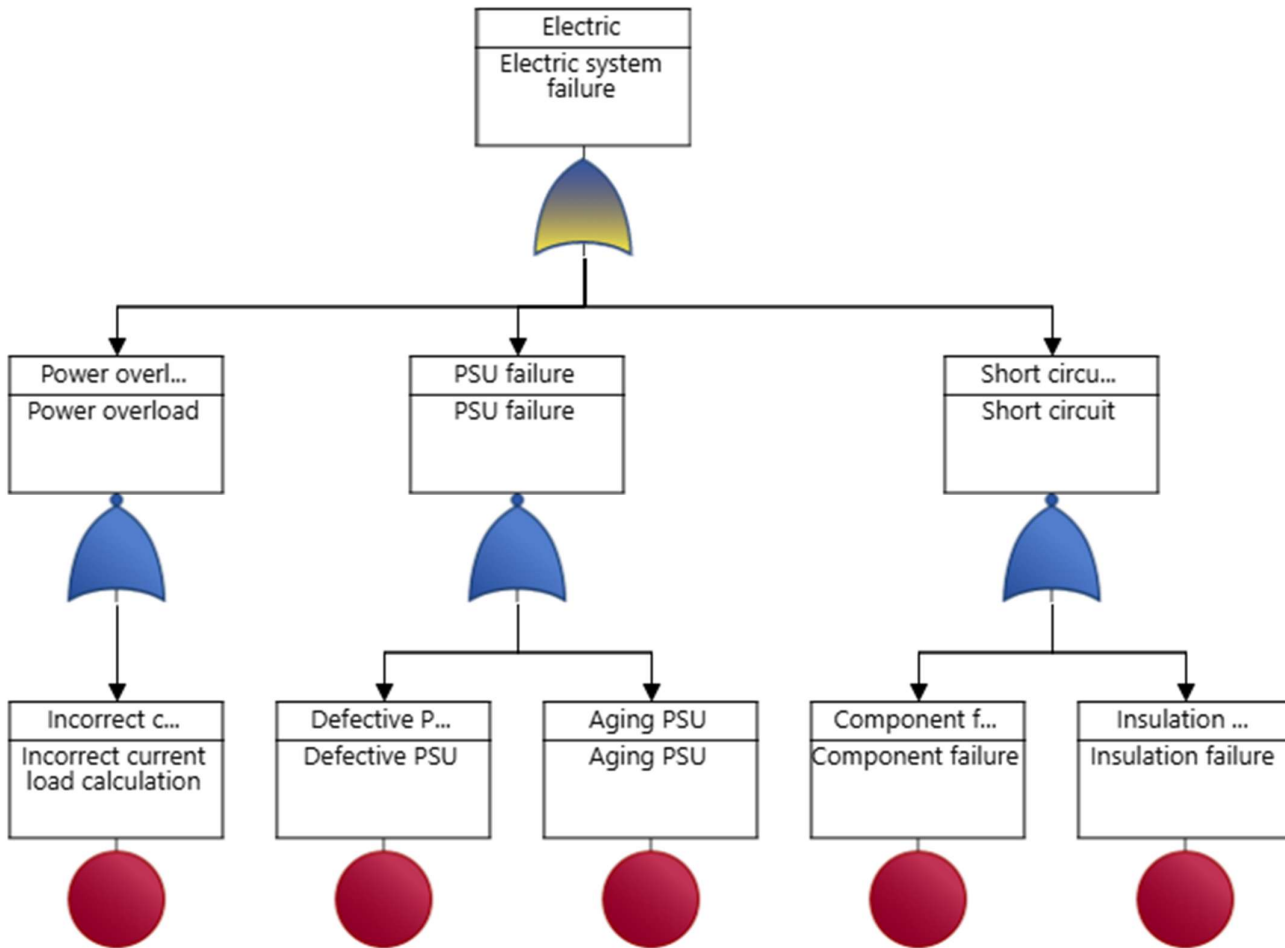 Electric
Electric system
failure
Power overl...
Power overload
PSU failure
PSU failure
Short circu...
Short circuit
Incorrect c...
Incorrect current
load calculation
Defective P...
Defective PSU
Aging PSU
Aging PSU
Component f...
Component failure
Insulation ...
Insulation failure